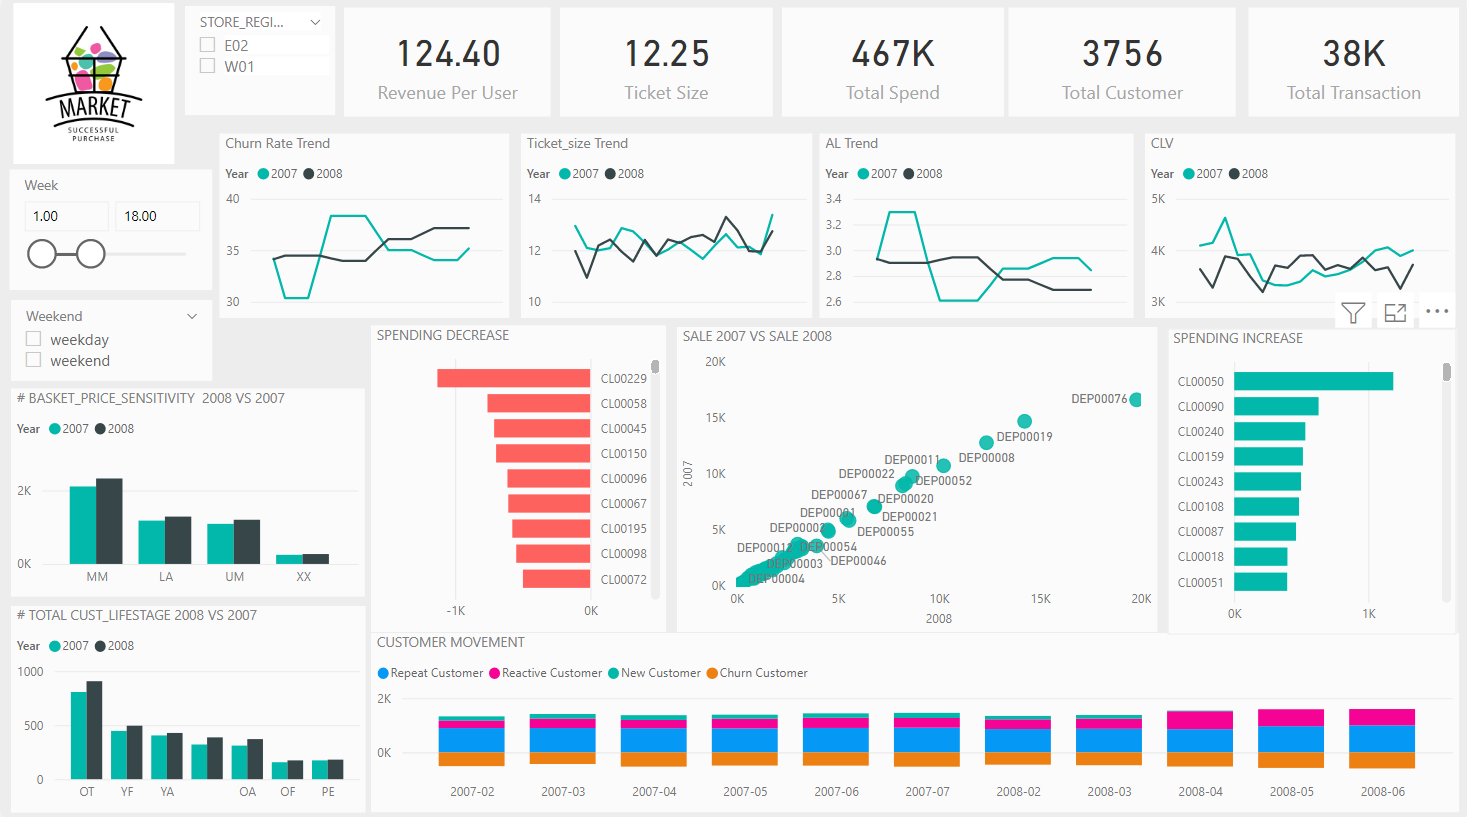 MARKET
SUCCESSFUL
PURCHASE
STORE_REGI...
E02
W01
124.40
Revenue Per User
12.25
Ticket Size
467K
Total Spend
3756
Total Customer
38K
Total Transaction
Week
1.00 18.00
Weekend
weekday
weekend
Churn Rate Trend
Year 2007 2008
40
35
30
Ticket_size Trend
Year 2007 2008
14
12
10
AL Trend
Year 2007 2008
3.4
3.2
3.0
2.8
2.6
CLV
Year 2007 2008
5K
4K
3K
# BASKET_PRICE_SENSITIVITY 2008 VS 2007
Year 2007 2008
2K
0K
MM LA UM XX
# TOTAL CUST_LIFESTAGE 2008 VS 2007
Year 2007 2008
1000
500
0
OT YF YA OA OF PE
SPENDING DECREASE
CL00229
CL00058
CL00045
CL00150
CL00096
CL00067
CL00195
CL00098
CL00072
-1K 0K
SALE 2007 VS SALE 2008
2007
20K
15K
10K
5K
0K
DEP00076
DEP00019
DEP00008
DEP00011
DEP00022
DEP00052
DEP00067
DEP00020
DEP00021
DEP00001
DEP00055
DEP00002
DEP00012
DEP00054
DEP00046
DEP00003
DEP00004
0K 5K 10K 15K 20K
2008
SPENDING INCREASE
CL00050
CL00090
CL00240
CL00159
CL00243
CL00108
CL00087
CL00018
CL00051
0K 1K
CUSTOMER MOVEMENT
Repeat Customer Reactive Customer New Customer Churn Customer
2K
0K
2007-02 2007-03 2007-04 2007-05 2007-06 2007-07 2008-02 2008-03 2008-04 2008-05 2008-06